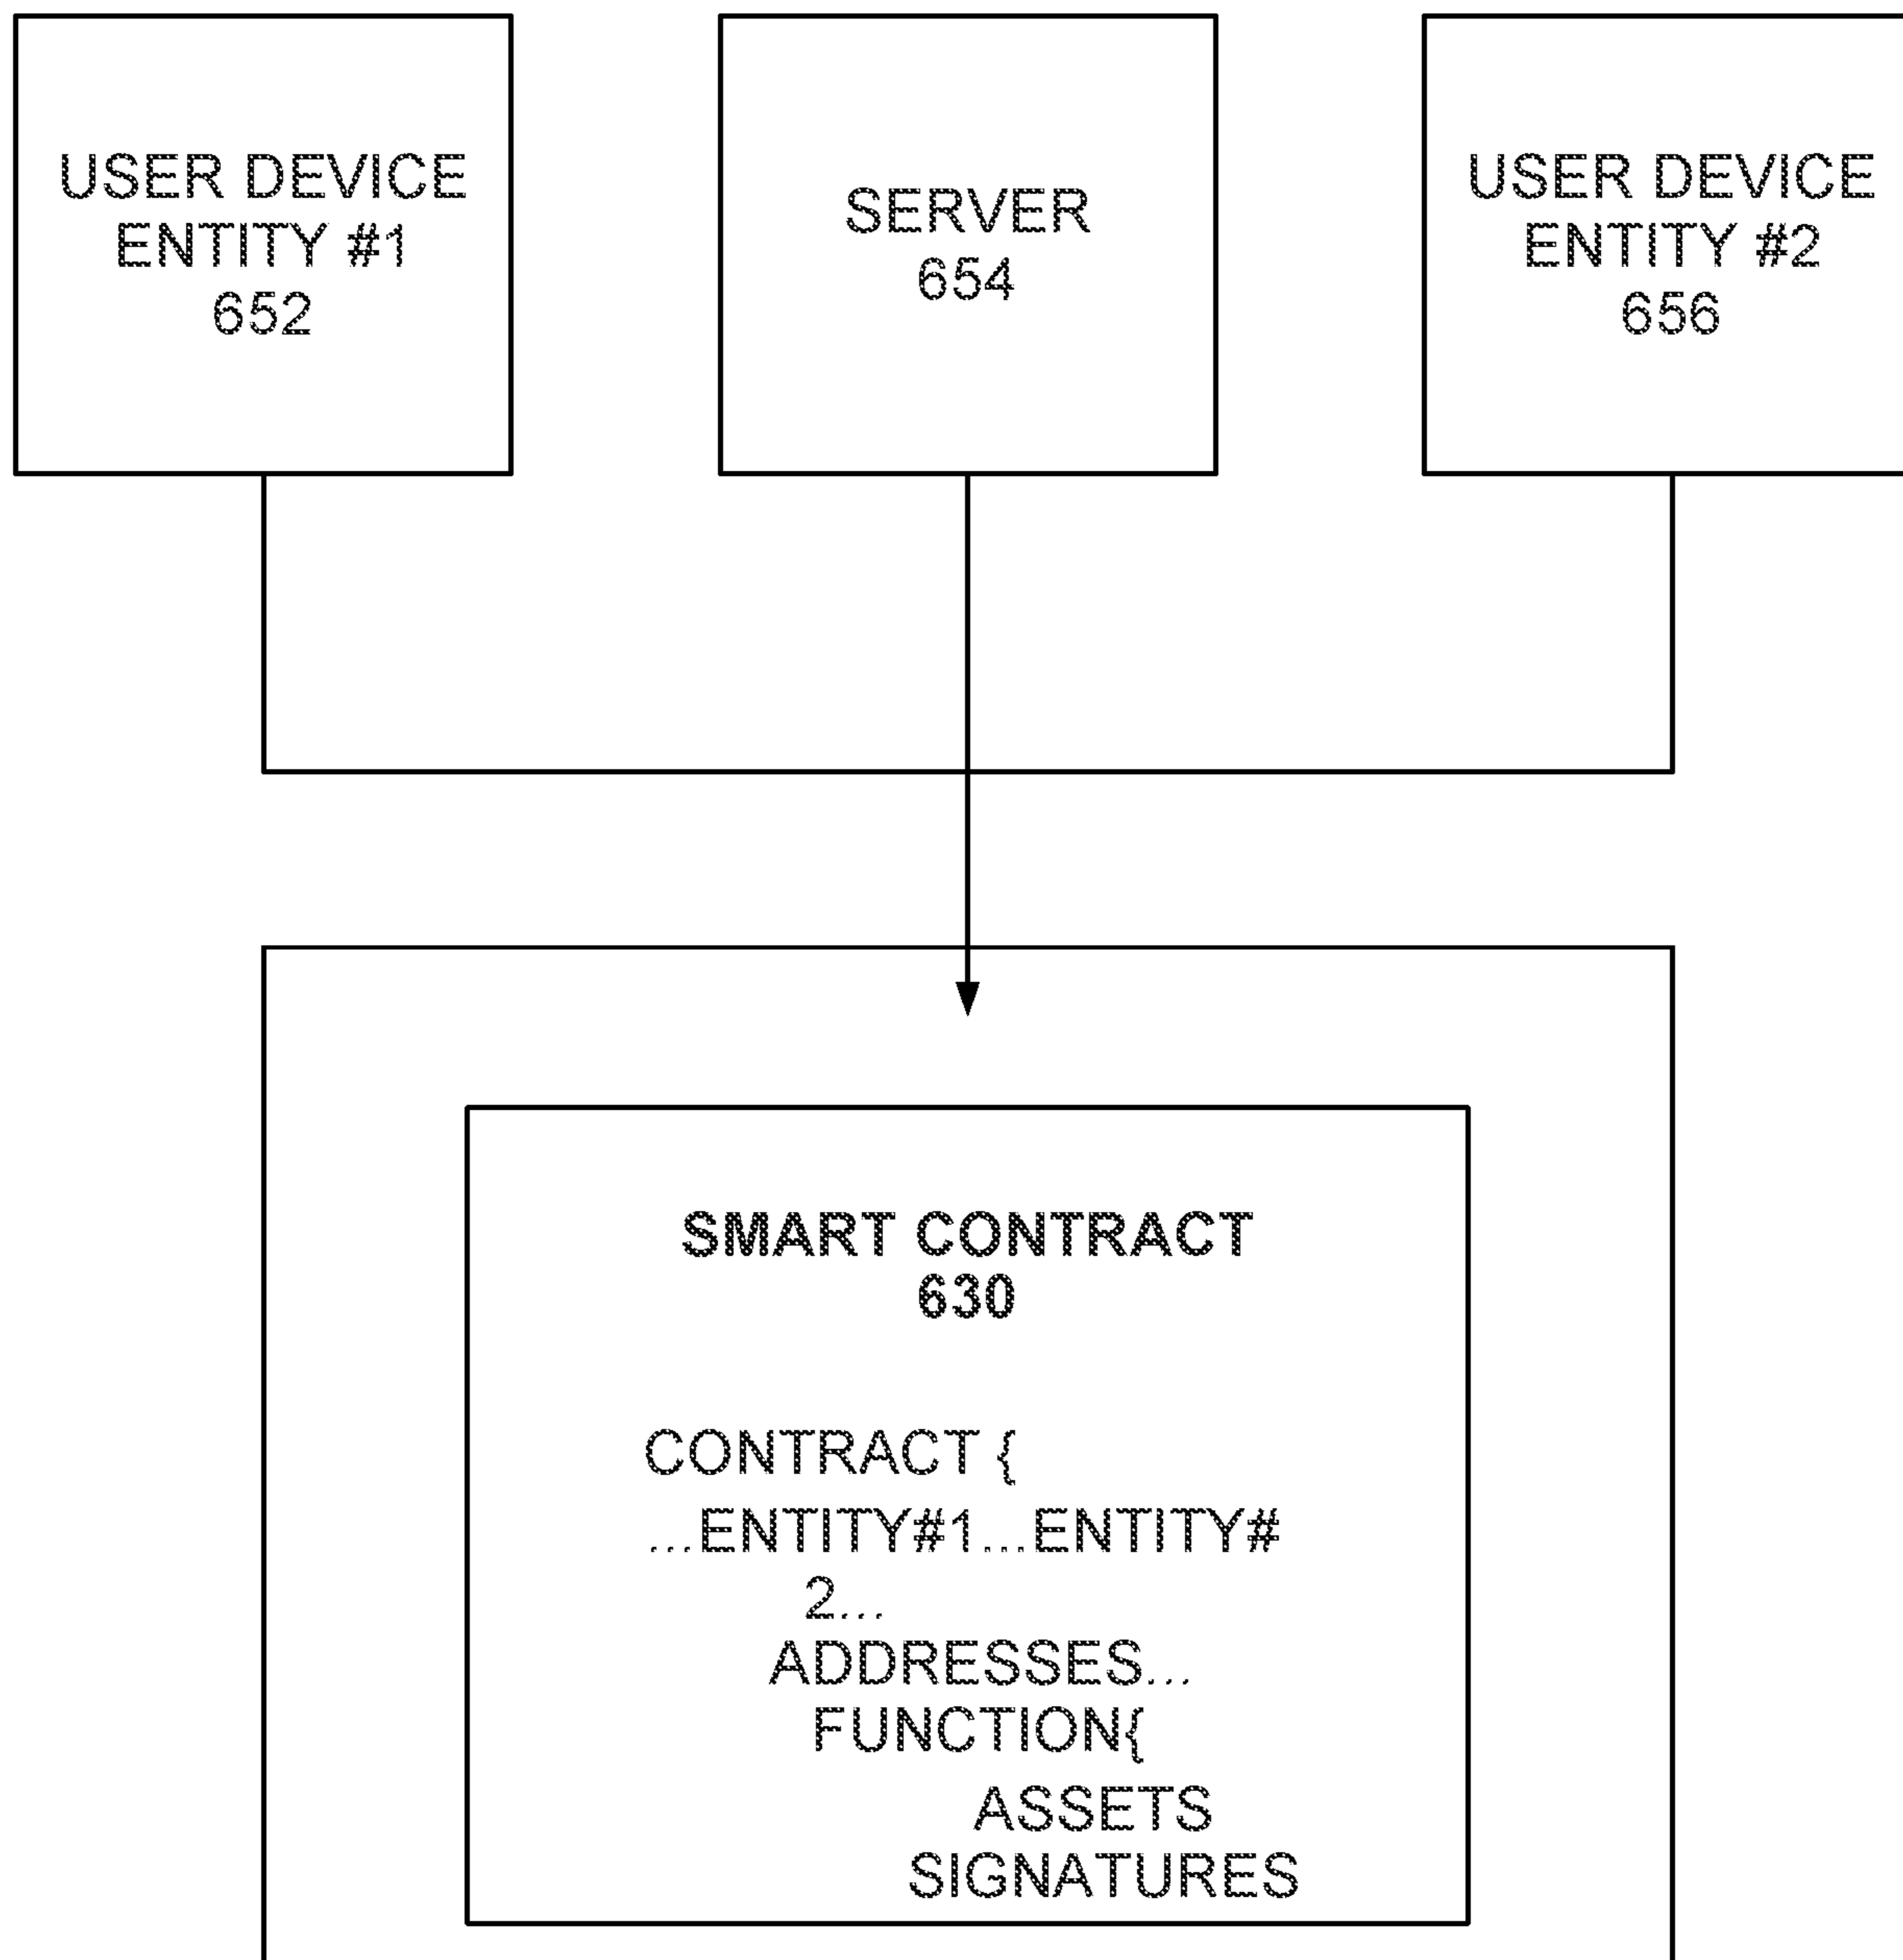 USER DEVICE
ENTITY #1
652
SERVER
654
USER DEVICE
ENTITY #2
656
SMART CONTRACT
630
CONTRACT {
...ENTITY#1...ENTITY#
2...
ADDRESSES...
FUNCTION{
ASSETS
SIGNATURES